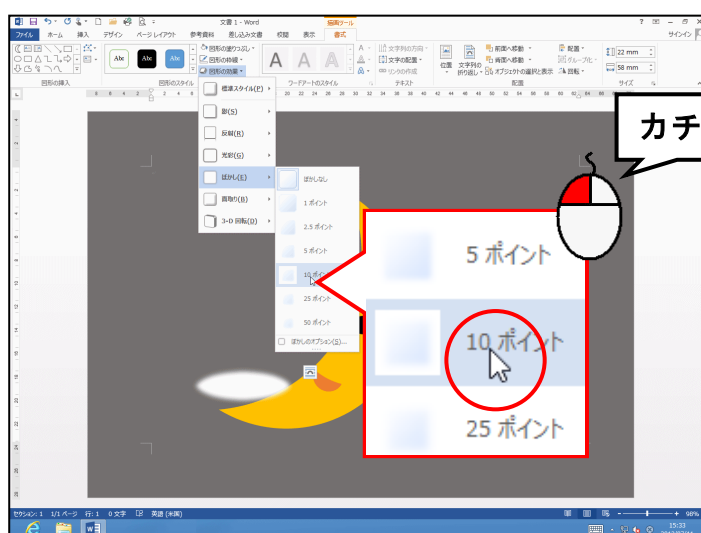 文書 1 - Word
描画ツール
ファイル ホーム 挿入 デザイン ページ レイアウト 参考資料 差し込み文書 校閲 表示 書式
サインイン
Abc Abc Abc
図形の塗りつぶし
図形の枠線
図形の効果
A A A
文字列の方向
文字の配置
リンクの作成
位置
文字列の
折り返し
前面へ移動
背面へ移動
オブジェクトの選択と表示
配置
グループ化
回転
22 mm
58 mm
図形の挿入 図形のスタイル ワードアートのスタイル テキスト 配置 サイズ
標準スタイル(P)
影(S)
反射(R)
光彩(G)
ぼかし(E)
面取り(B)
3-D 回転(D)
ぼかしなし
1 ポイント
2.5 ポイント
5 ポイント
10 ポイント
25 ポイント
50 ポイント
ぼかしのオプション(S)...
カチ
5 ポイント
10 ポイント
25 ポイント
セクション: 1 1/1 ページ 行: 1 0 文字 英語 (米国)
98%
15:33